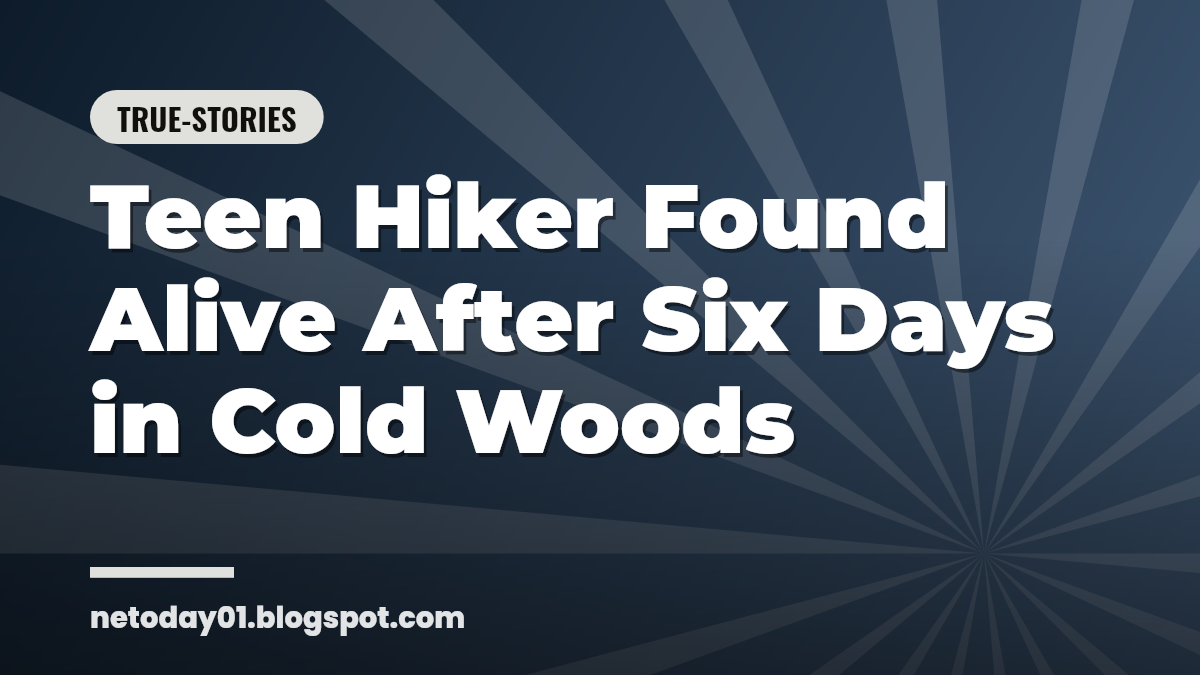 TRUE-STORIES
Teen Hiker Found
Alive After Six Days
in Cold Woods
netoday01.blogspot.com